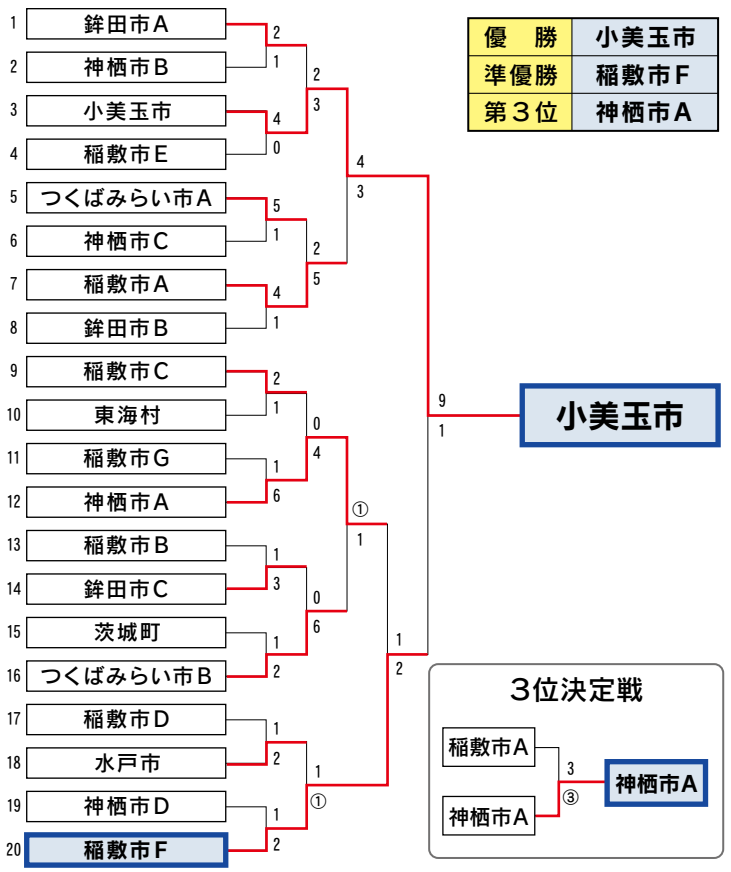 優　勝 小美玉市
準優勝 稲敷市F
第3位 神栖市A
1 鉾田市A 2
2 神栖市B 1
2
3
3 小美玉市 4
4 稲敷市E 0
4
3
5 つくばみらい市A 5
6 神栖市C 1
2
5
7 稲敷市A 4
8 鉾田市B 1
9 稲敷市C 2
10 東海村 1
0
4
11 稲敷市G 1
12 神栖市A 6
①
1
13 稲敷市B 1
14 鉾田市C 3
0
6
15 茨城町 1
16 つくばみらい市B 2
1
2
17 稲敷市D 1
18 水戸市 2
1
①
19 神栖市D 1
20 稲敷市F 2
9
1
小美玉市
3位決定戦
稲敷市A 3
神栖市A ③
神栖市A